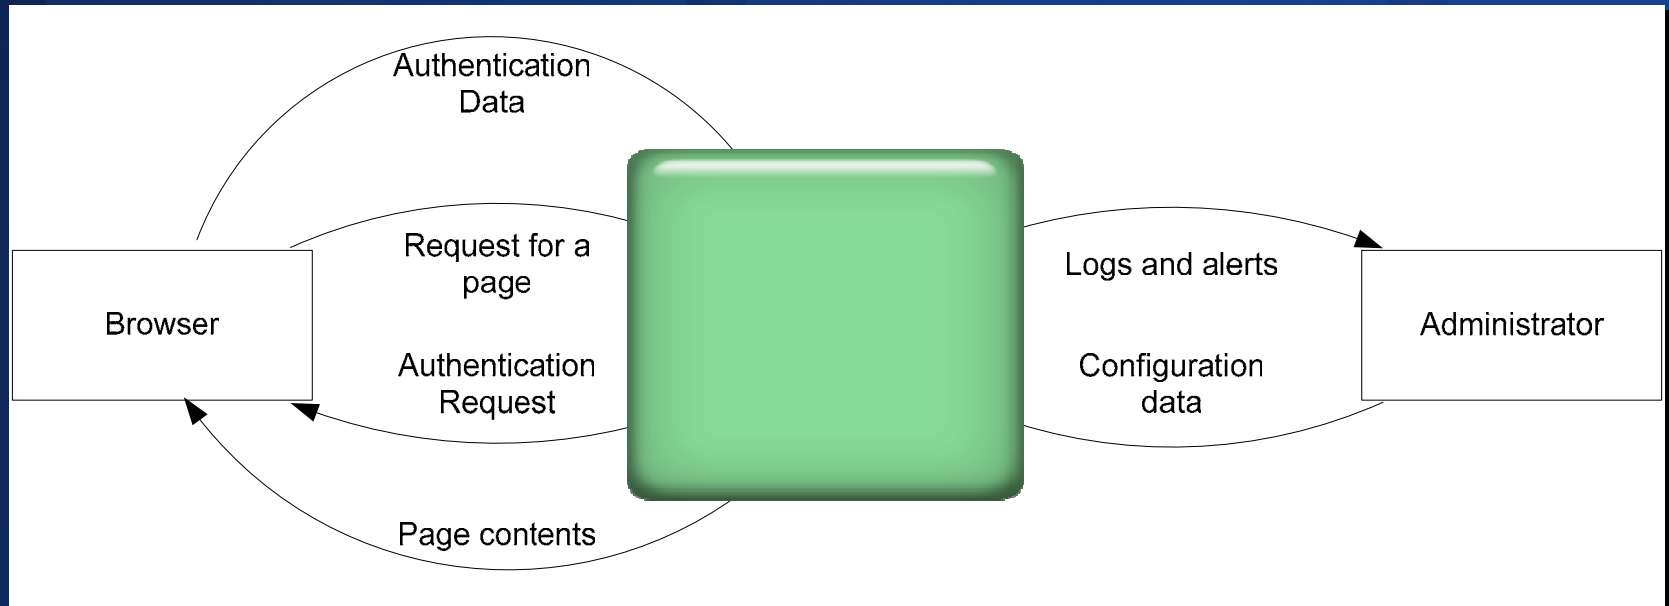 Authentication
Data
Request for a
page
Logs and alerts
Browser
Administrator
Authentication
Request
Configuration
data
Page contents